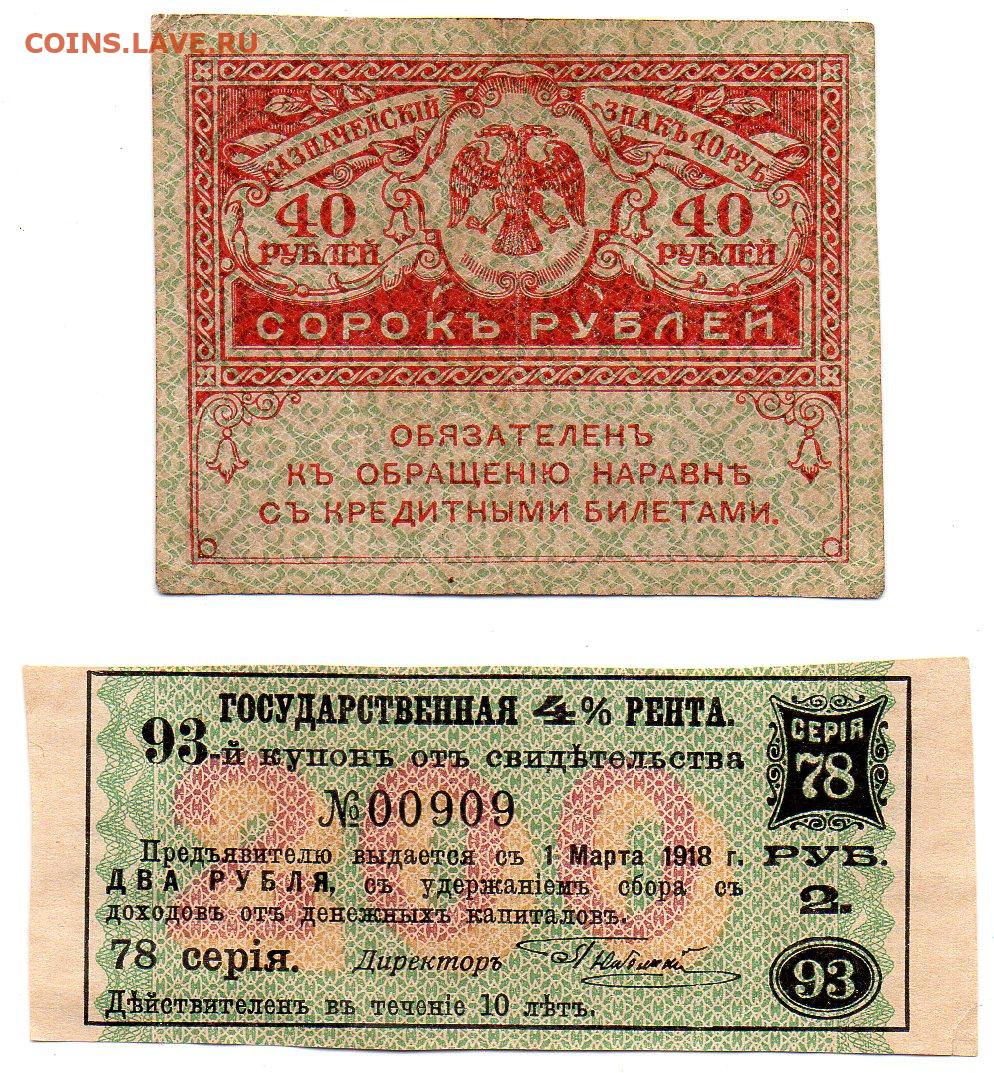 COINS.LAVE.RU
КАЗНАЧЕЙСКІЙ ЗНАКЪ 40 РУБ
40 40
РУБЛЕЙ РУБЛЕЙ
СОРОКЪ РУБЛЕЙ
ОБЯЗАТЕЛЕНЪ
КЪ ОБРАЩЕНІЮ НАРАВНѢ
СЪ КРЕДИТНЫМИ БИЛЕТАМИ.
ГОСУДАРСТВЕННАЯ 4% РЕНТА.
93-й купонъ отъ свидѣтельства
СЕРІЯ
78
200
№00909
Предъявителю выдается съ 1 Марта 1918 г.
ДВА РУБЛЯ, съ удержаніемъ сбора съ
доходовъ отъ денежныхъ капиталовъ.
РУБ.
2.
78 серія. Директоръ
93
Дѣйствителенъ въ теченіе 10 лѣтъ.